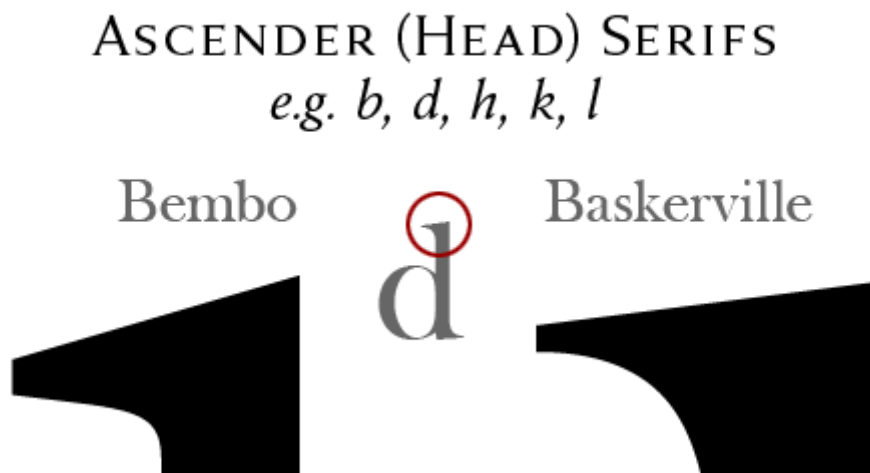 ASCENDER (HEAD) SERIFS
e.g. b, d, h, k, l
Bembo
d
Baskerville